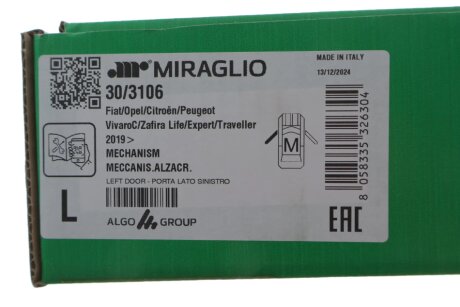 MIRAGLIO
MADE IN ITALY
13/12/2024
30/3106
Fiat/Opel/Citroën/Peugeot
VivaroC/Zafira Life/Expert/Traveller
2019>
MECHANISM
MECCANIS.ALZACR.
LEFT DOOR - PORTA LATO SINISTRO
M
8 058335 326304
L
ALGO GROUP
EAC